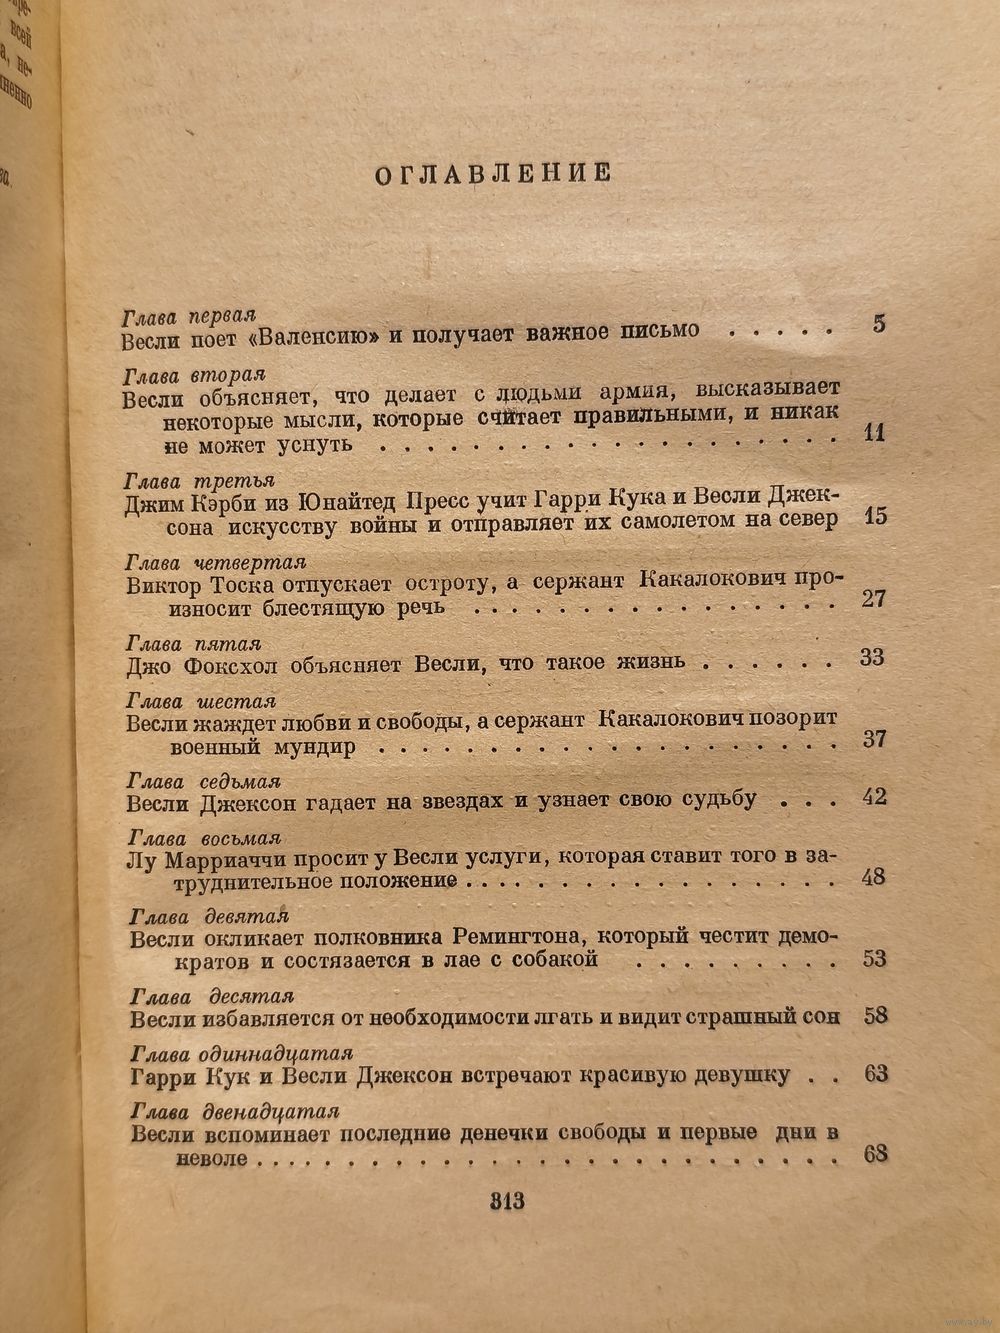 всей
а, не-
ОГЛАВЛЕНИЕ
Глава первая
Весли поет «Валенсию» и получает важное письмо . . . . . 5
Глава вторая
Весли объясняет, что делает с людьми армия, высказывает
некоторые мысли, которые считает правильными, и никак
не может уснуть . . . . . . . . . . . . . . . . . 11
Глава третья
Джим Кэрби из Юнайтед Пресс учит Гарри Кука и Весли Джек-
сона искусству войны и отправляет их самолетом на север 15
Глава четвертая
Виктор Тоска отпускает остроту, а сержант Какалокович про-
износит блестящую речь . . . . . . . . . . . . . 27
Глава пятая
Джо Фоксхол объясняет Весли, что такое жизнь . . . . . . 33
Глава шестая
Весли жаждет любви и свободы, а сержант Какалокович позорит
военный мундир . . . . . . . . . . . . . . . . . 37
Глава седьмая
Весли Джексон гадает на звездах и узнает свою судьбу . . . 42
Глава восьмая
Лу Марриаччи просит у Весли услуги, которая ставит того в за-
труднительное положение . . . . . . . . . . . . . . 48
Глава девятая
Весли окликает полковника Ремингтона, который честит демо-
кратов и состязается в лае с собакой . . . . . . . . 53
Глава десятая
Весли избавляется от необходимости лгать и видит страшный сон 58
Глава одиннадцатая
Гарри Кук и Весли Джексон встречают красивую девушку . . 63
Глава двенадцатая
Весли вспоминает последние денечки свободы и первые дни в
неволе . . . . . . . . . . . . . . . . . . . . . 68
313
www.ay.by